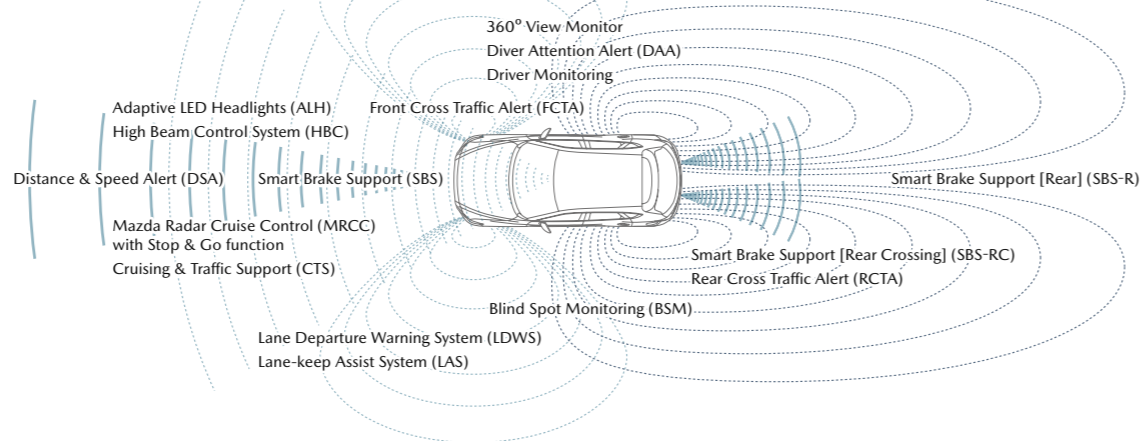 360° View Monitor
Diver Attention Alert (DAA)
Driver Monitoring
Adaptive LED Headlights (ALH)
Front Cross Traffic Alert (FCTA)
High Beam Control System (HBC)
Distance & Speed Alert (DSA)
Smart Brake Support (SBS)
Smart Brake Support [Rear] (SBS-R)
Mazda Radar Cruise Control (MRCC)
with Stop & Go function
Cruising & Traffic Support (CTS)
Smart Brake Support [Rear Crossing] (SBS-RC)
Rear Cross Traffic Alert (RCTA)
Blind Spot Monitoring (BSM)
Lane Departure Warning System (LDWS)
Lane-keep Assist System (LAS)